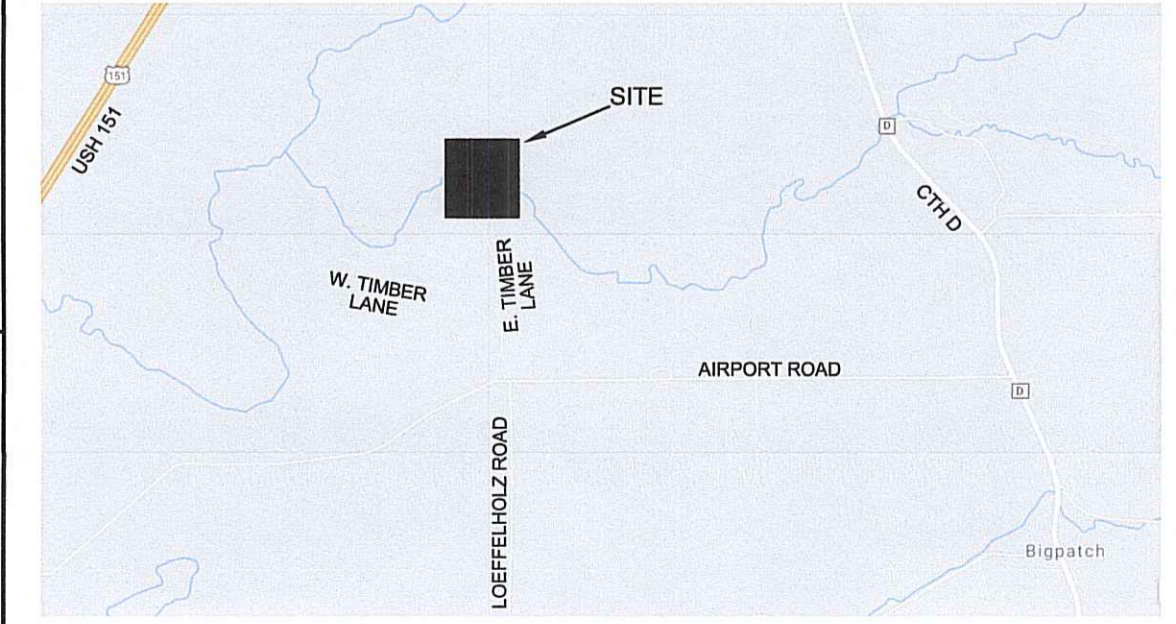 151
USH 151
SITE
D
CTH D
W. TIMBER
LANE
E. TIMBER
LANE
AIRPORT ROAD
D
LOEFFELHOLZ ROAD
Bigpatch